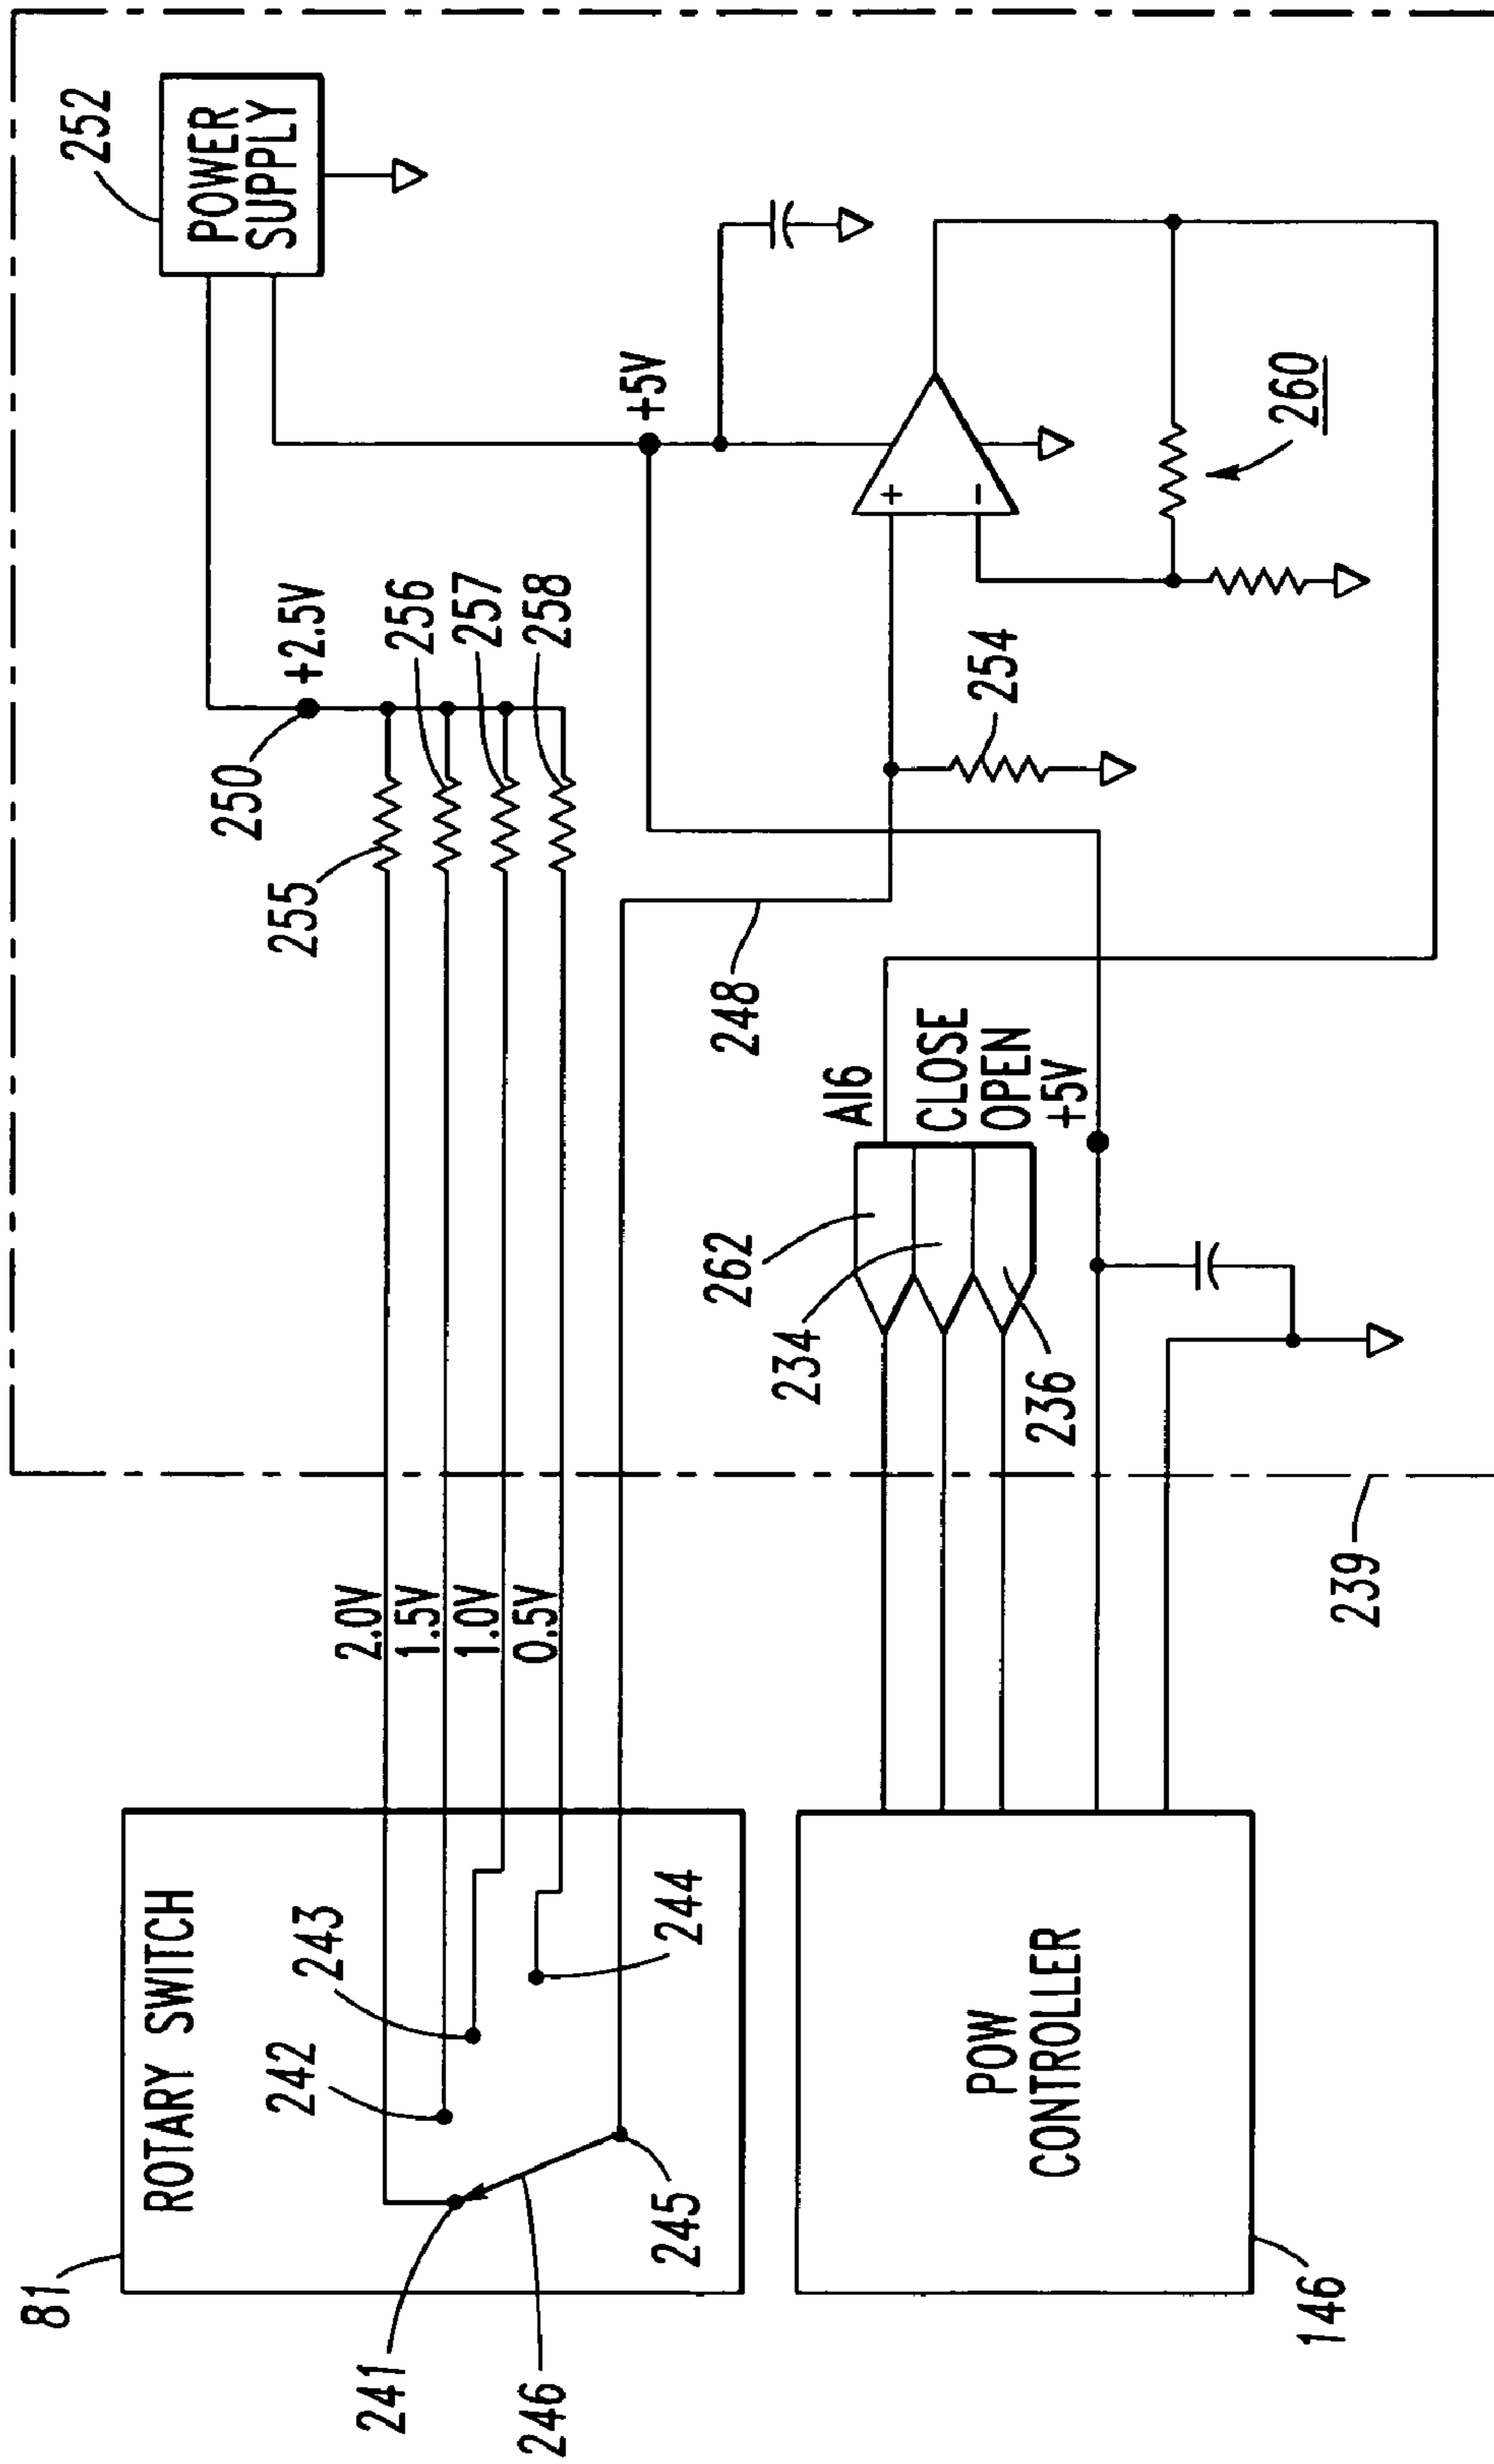 81
ROTARY SWITCH
241
242
243
244
245
246
2.0V
1.5V
1.0V
0.5V
255
250
+2.5V
256
257
258
252
POWER
SUPPLY
+5V
248
254
260
AI6
CLOSE
OPEN
+5V
262
234
236
POW
CONTROLLER
146
239